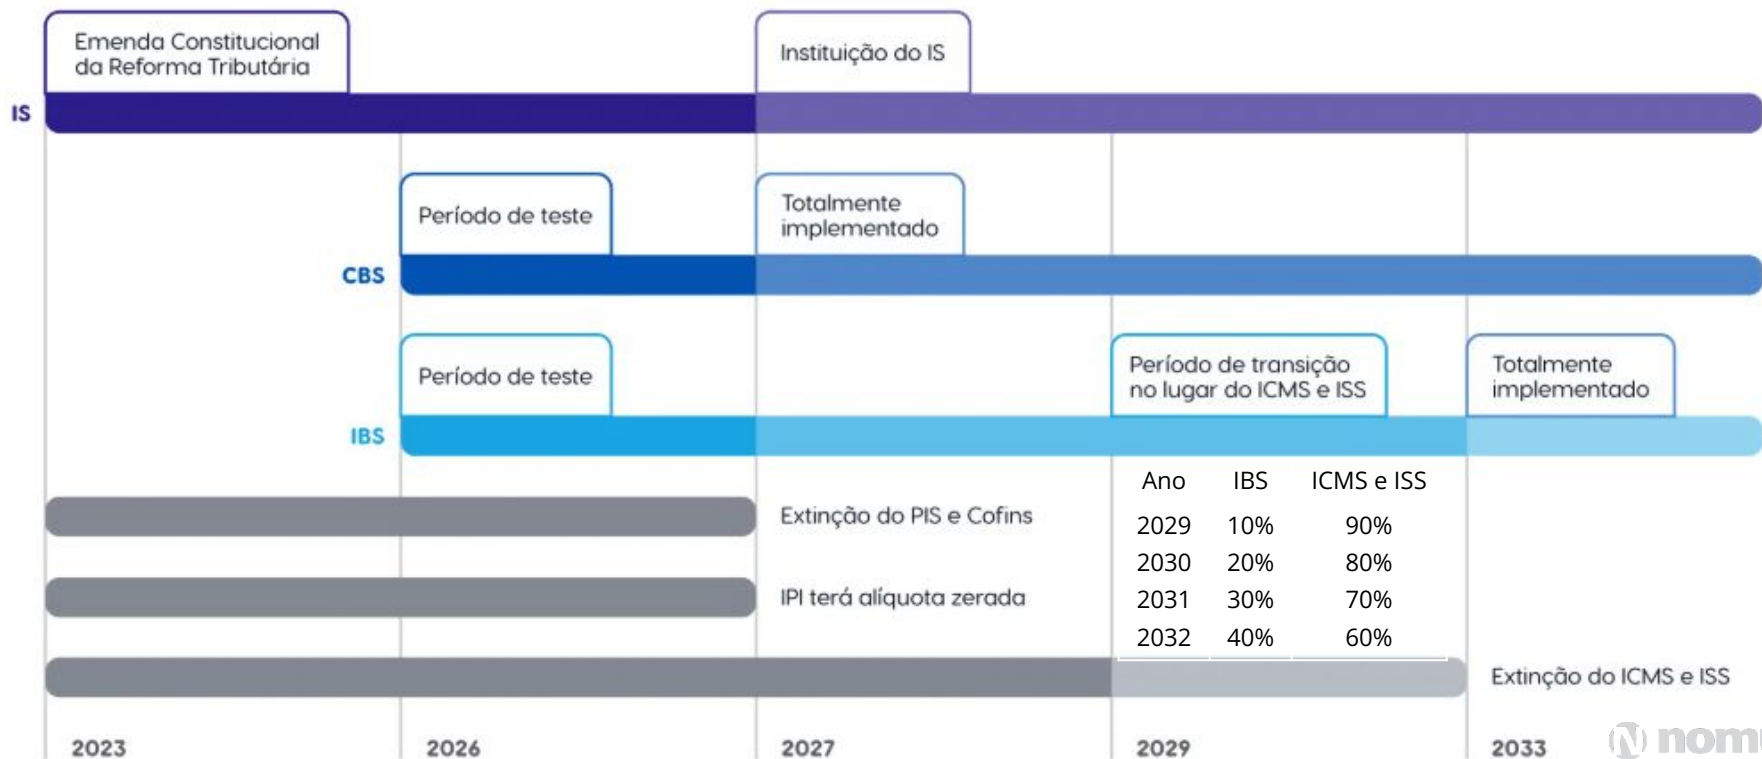 Emenda Constitucional
da Reforma Tributária
Instituição do IS
IS
Período de teste
Totalmente
implementado
CBS
Período de teste
Período de transição
no lugar do ICMS e ISS
Totalmente
implementado
IBS
Ano IBS ICMS e ISS
2029 10% 90%
2030 20% 80%
2031 30% 70%
2032 40% 60%
Extinção do PIS e Cofins
IPI terá alíquota zerada
Extinção do ICMS e ISS
2023 2026 2027 2029 2033